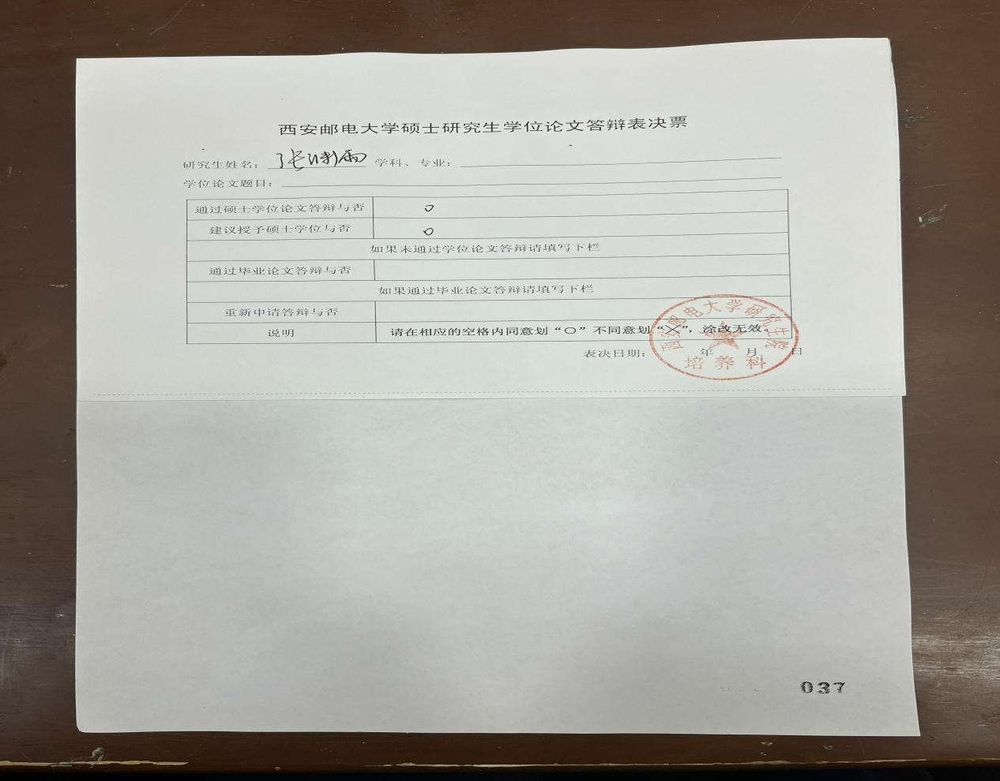 西安邮电大学硕士研究生学位论文答辩表决票
研究生姓名： 张 雨 学科、专业：
学位论文题目：
通过硕士学位论文答辩与否 〇
建议授予硕士学位与否 〇
如果未通过学位论文答辩请填写下栏
通过毕业论文答辩与否
如果通过毕业论文答辩请填写下栏
重新申请答辩与否
说明 请在相应的空格内同意划“〇”不同意划“╳”，涂改无效。
表决日期： 年 月 日
西安邮电大学研究生院
培养科
037